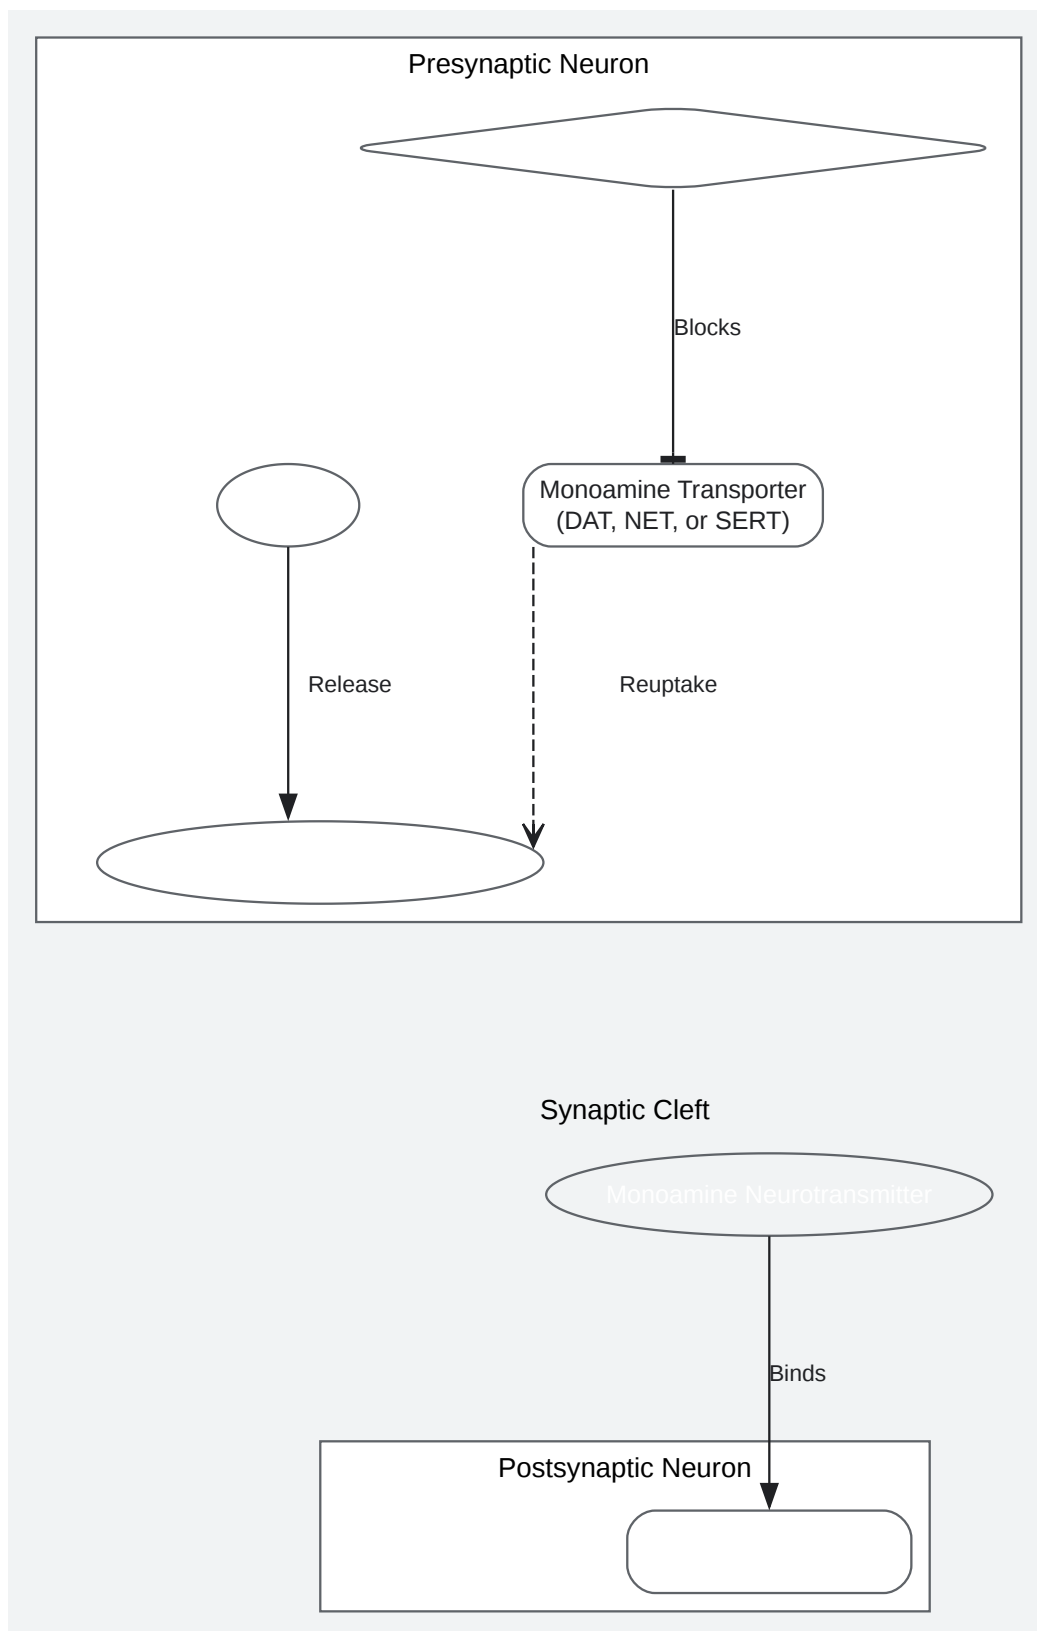 Presynaptic Neuron
Blocks
Monoamine Transporter
(DAT, NET, or SERT)
Release
Reuptake
Synaptic Cleft
Monoamine Neurotransmitter
Binds
Postsynaptic Neuron